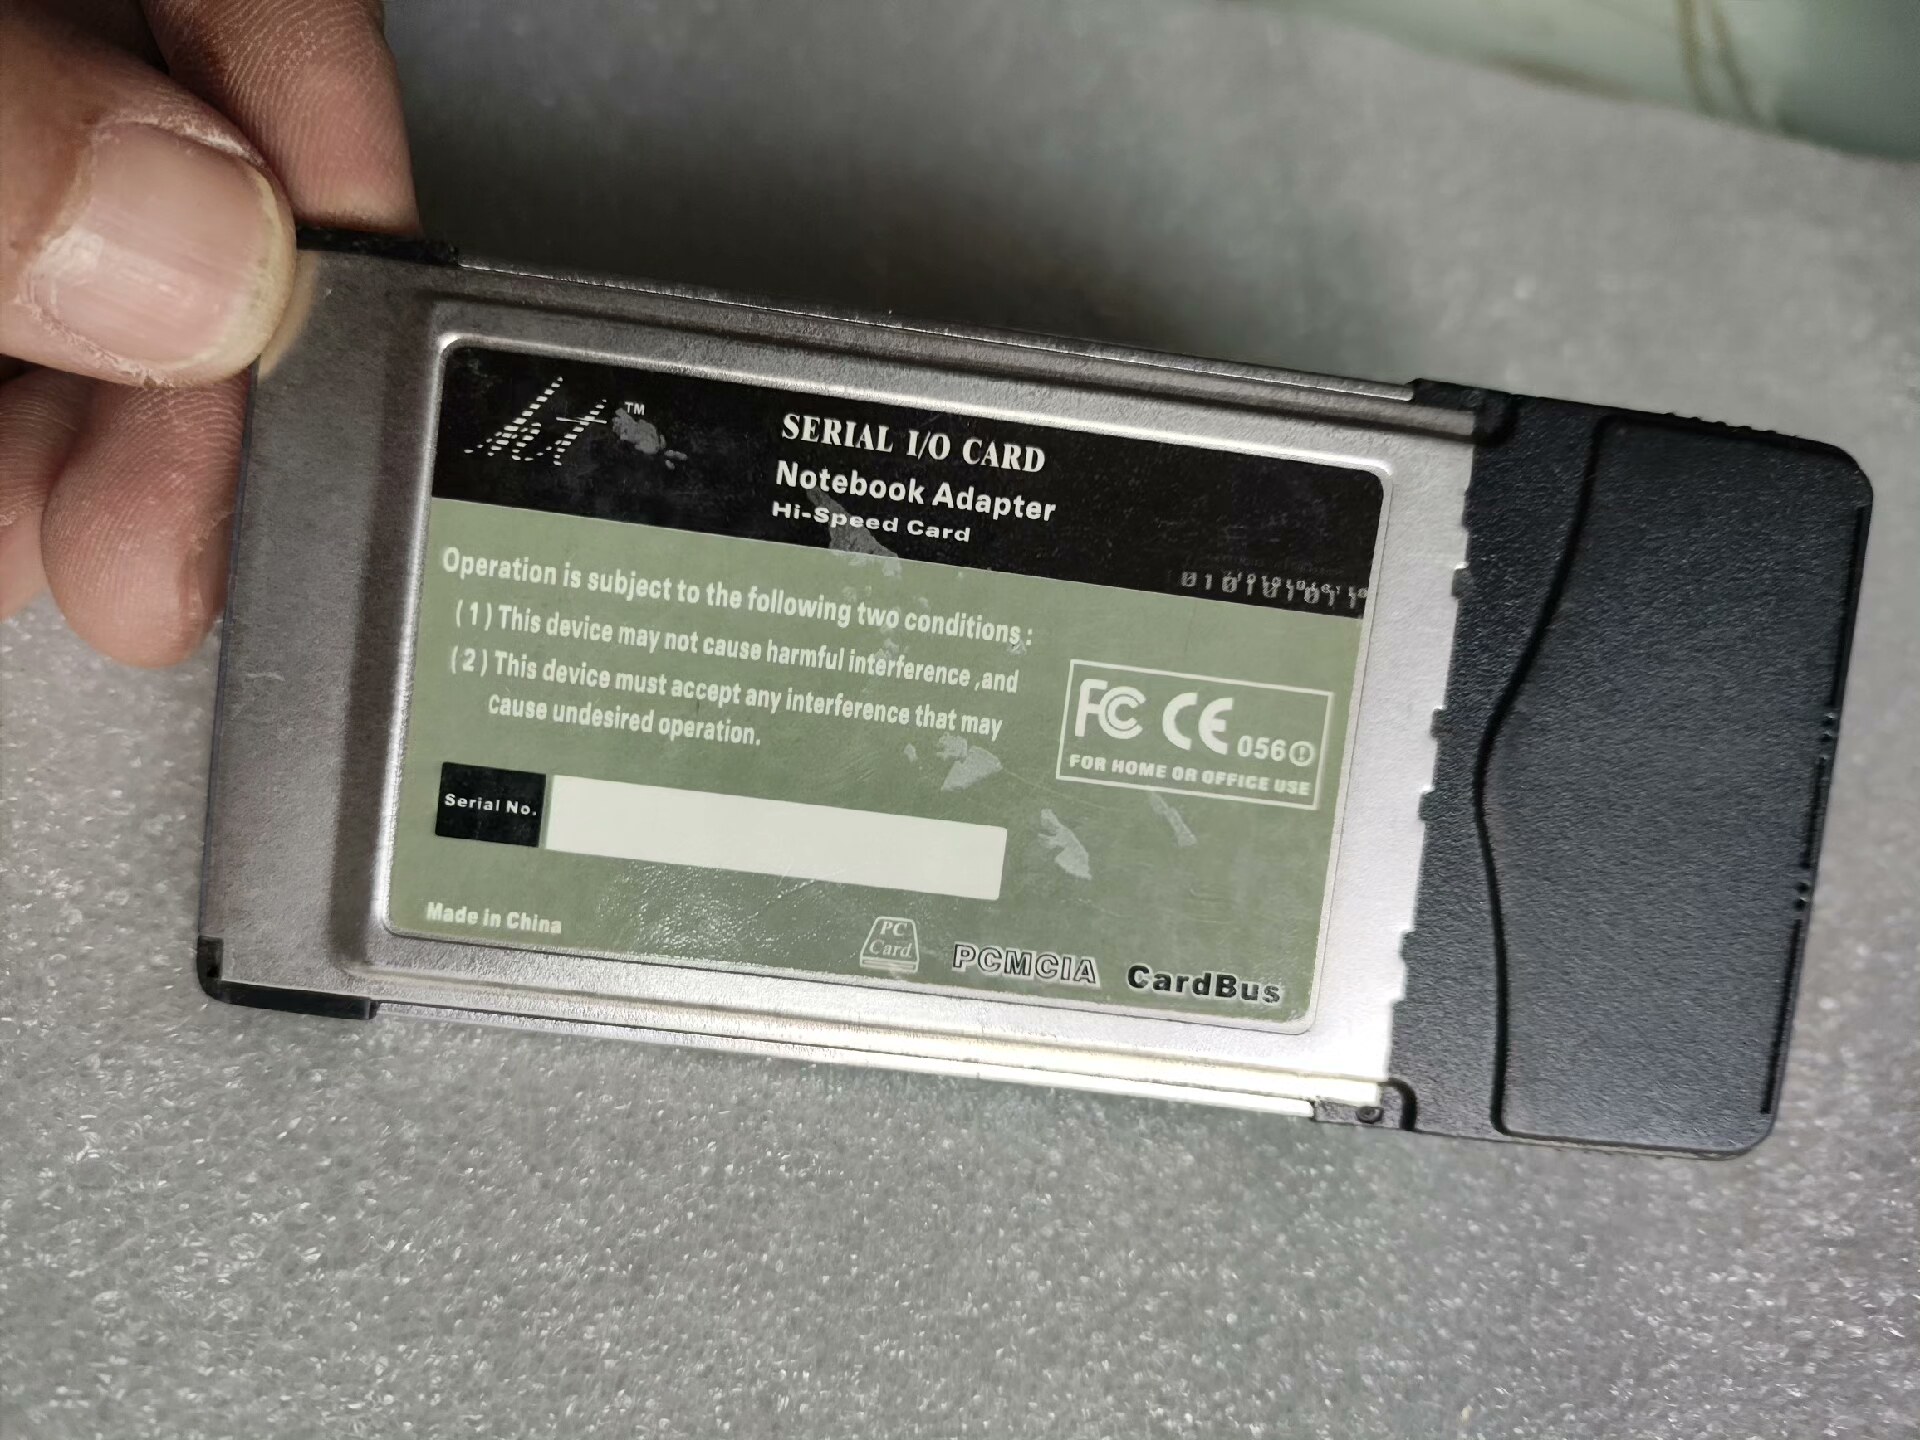 TM
SERIAL I/O CARD
Notebook Adapter
Hi-Speed Card
Operation is subject to the following two conditions:
(1) This device may not cause harmful interference ,and
(2) This device must accept any interference that may
cause undesired operation.
FC CE 056
FOR HOME OR OFFICE USE
Serial No.
Made in China
PC
Card
PCMCIA
CardBus